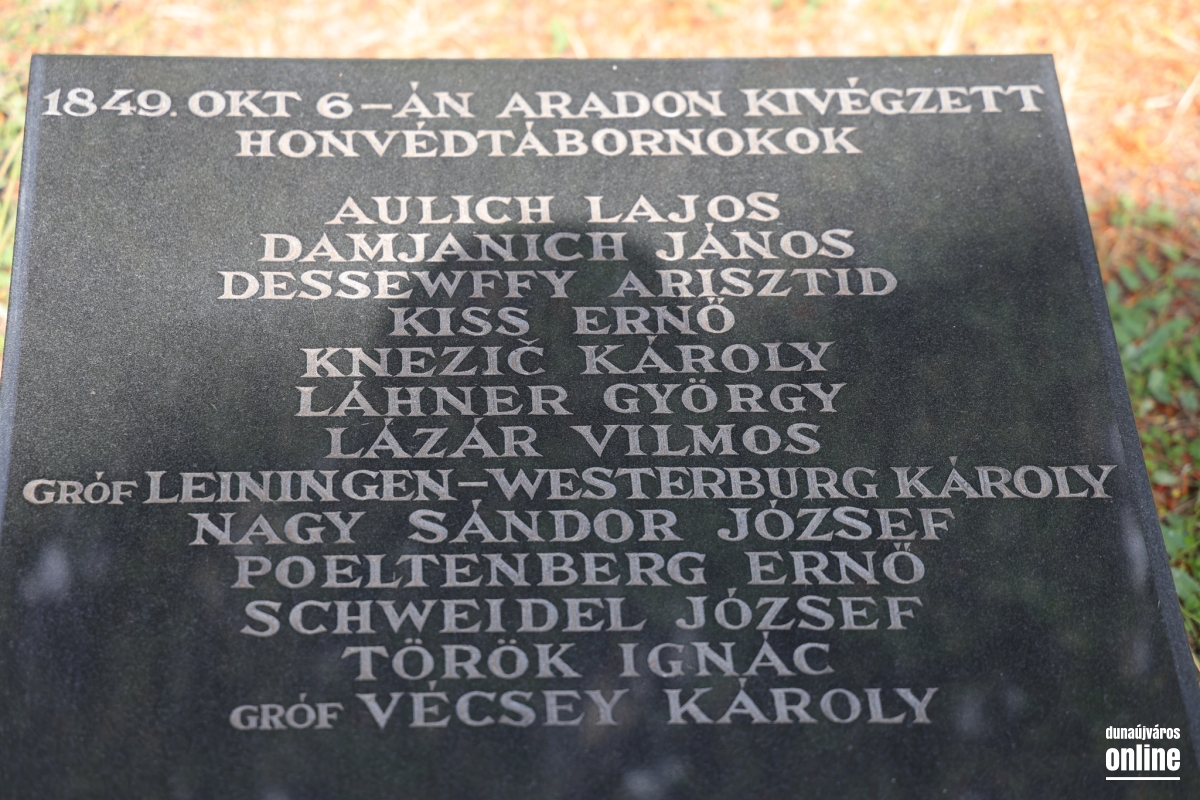 1849. OKT 6–ÁN ARADON KIVÉGZETT
HONVÉDTÁBORNOKOK
AULICH LAJOS
DAMJANICH JÁNOS
DESSEWFFY ARISZTID
KISS ERNŐ
KNEZIČ KÁROLY
LÁHNER GYÖRGY
LÁZÁR VILMOS
GRÓF LEININGEN–WESTERBURG KÁROLY
NAGY SÁNDOR JÓZSEF
POELTENBERG ERNŐ
SCHWEIDEL JÓZSEF
TÖRÖK IGNÁC
GRÓF VÉCSEY KÁROLY
dunaújváros
online